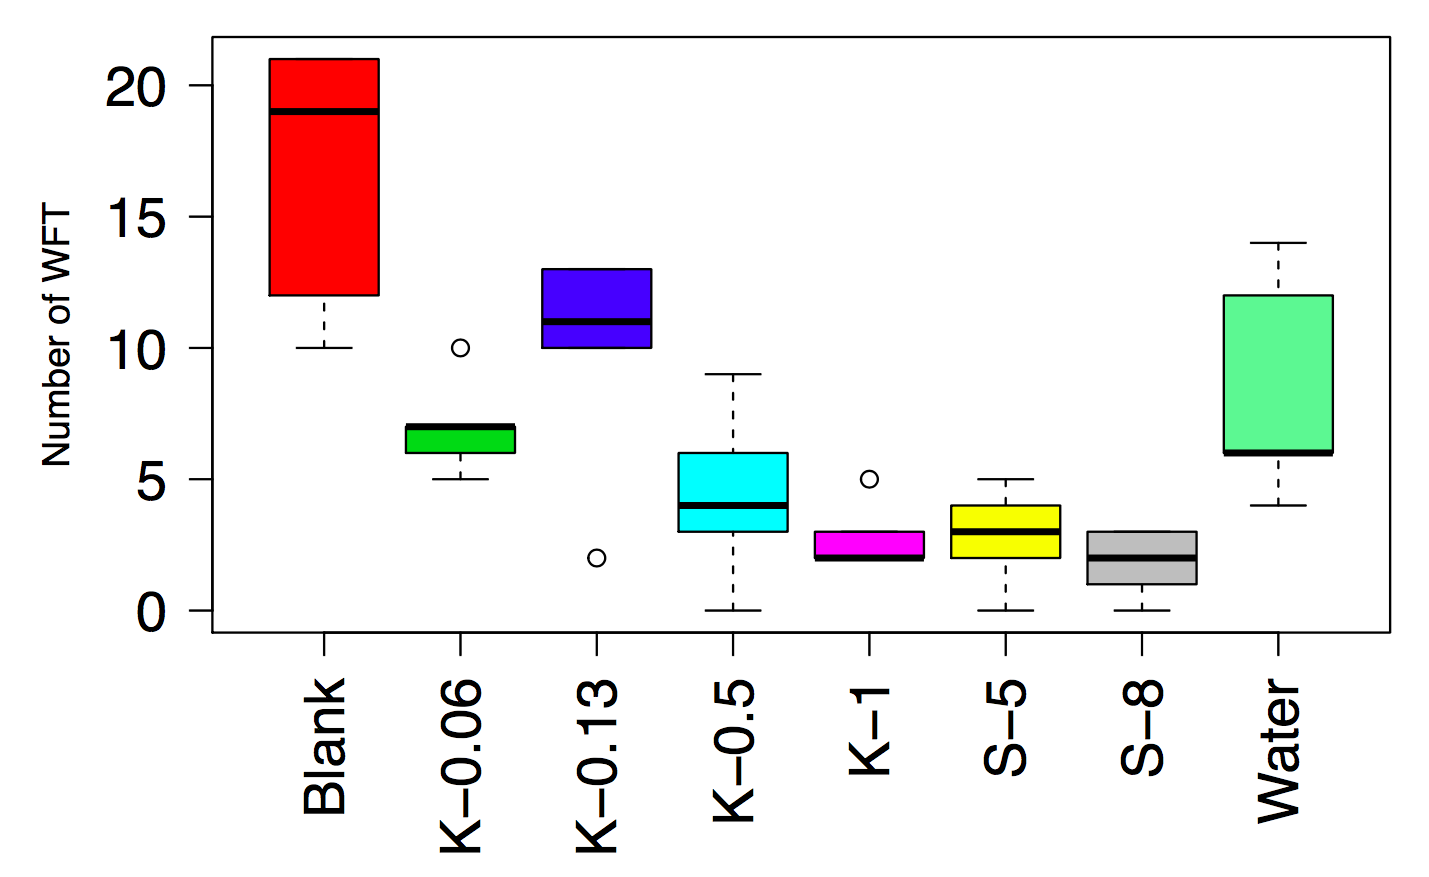 Number of WFT
20
15
10
5
0
Blank
K–0.06
K–0.13
K–0.5
K–1
S–5
S–8
Water